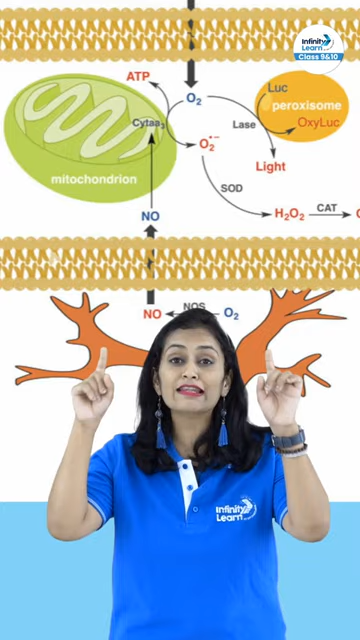 Infinity
Learn
Class 9&10
ATP
O₂
Luc
peroxisome
Cytaa₃
OxyLuc
Lase
O₂•−
mitochondrion
Light
SOD
NO
H₂O₂
CAT
NO
NOS
O₂
Infinity
Learn